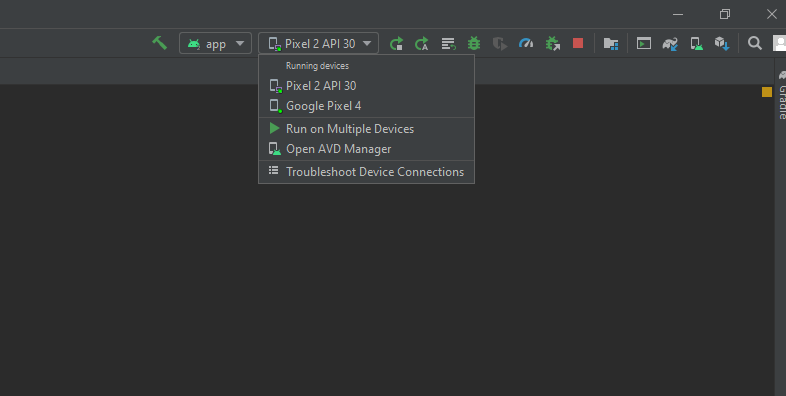 app
Pixel 2 API 30
Running devices
Pixel 2 API 30
Google Pixel 4
Run on Multiple Devices
Open AVD Manager
Troubleshoot Device Connections
Gradle